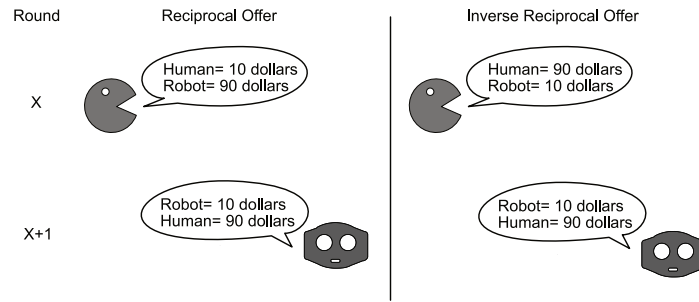 Round Reciprocal Offer Inverse Reciprocal Offer
Human= 10 dollars
Robot= 90 dollars
Human= 90 dollars
Robot= 10 dollars
X
Robot= 10 dollars
Human= 90 dollars
Robot= 10 dollars
Human= 90 dollars
X+1